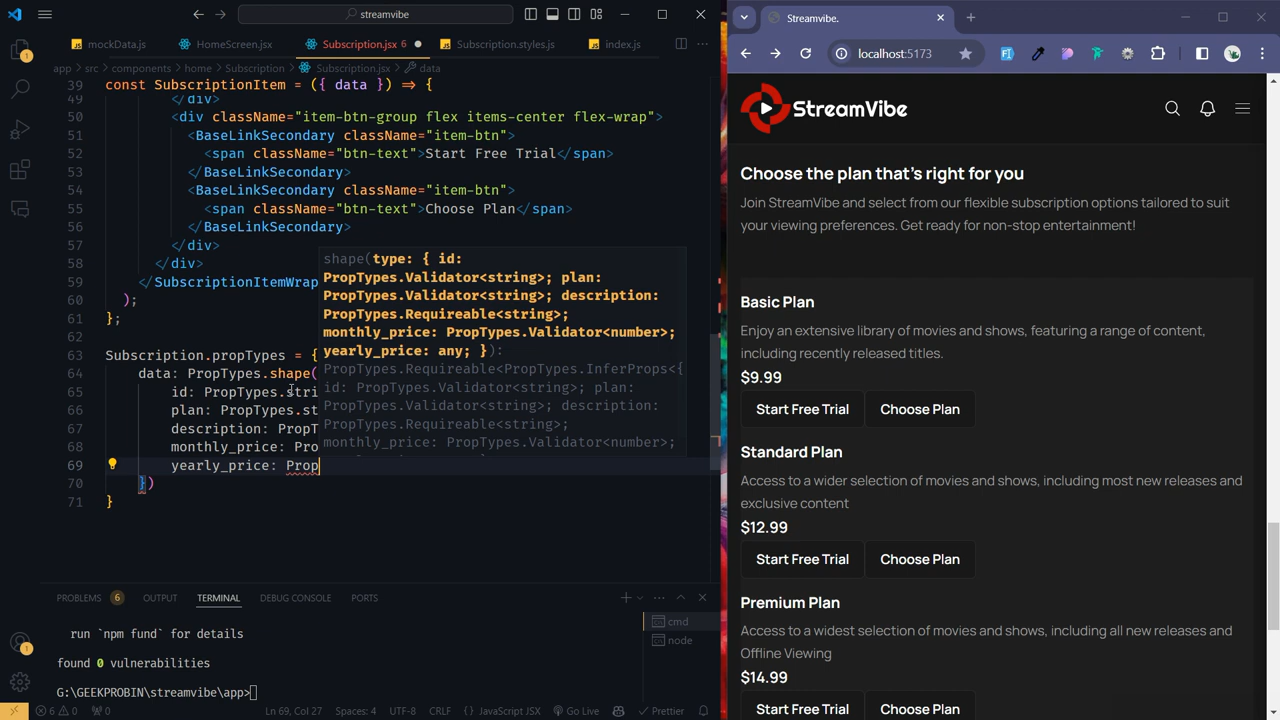 streamvibe
mockData.js
HomeScreen.jsx
Subscription.jsx 6
Subscription.styles.js
index.js
app > src > components > home > Subscription > Subscription.jsx > data
39 const SubscriptionItem = ({ data }) => {
49 </div>
50 <div className="item-btn-group flex items-center flex-wrap">
51 <BaseLinkSecondary className="item-btn">
52 <span className="btn-text">Start Free Trial</span>
53 </BaseLinkSecondary>
54 <BaseLinkSecondary className="item-btn">
55 <span className="btn-text">Choose Plan</span>
56 </BaseLinkSecondary>
57 </div>
58 </div>
59 </SubscriptionItemWrap
60 );
61 };
62
63 Subscription.propTypes = {
64 data: PropTypes.shape(
65 id: PropTypes.stri
66 plan: PropTypes.st
67 description: PropT
68 monthly_price: Pro
69 yearly_price: Prop
70 })
71 }
shape(type: { id:
PropTypes.Validator<string>; plan:
PropTypes.Validator<string>; description:
PropTypes.Requireable<string>;
monthly_price: PropTypes.Validator<number>;
yearly_price: any; }):
PropTypes.Requireable<PropTypes.InferProps<{
id: PropTypes.Validator<string>; plan:
PropTypes.Validator<string>; description:
PropTypes.Requireable<string>;
monthly_price: PropTypes.Validator<number>;
PROBLEMS 6 OUTPUT TERMINAL DEBUG CONSOLE PORTS
run `npm fund` for details
found 0 vulnerabilities
G:\GEEKPROBIN\streamvibe\app>
cmd
node
6 0 0 Ln 69, Col 27 Spaces: 4 UTF-8 CRLF {} JavaScript JSX Go Live Prettier
Streamvibe.
localhost:5173
StreamVibe
Choose the plan that's right for you
Join StreamVibe and select from our flexible subscription options tailored to suit
your viewing preferences. Get ready for non-stop entertainment!
Basic Plan
Enjoy an extensive library of movies and shows, featuring a range of content,
including recently released titles.
$9.99
Start Free Trial Choose Plan
Standard Plan
Access to a wider selection of movies and shows, including most new releases and
exclusive content
$12.99
Start Free Trial Choose Plan
Premium Plan
Access to a widest selection of movies and shows, including all new releases and
Offline Viewing
$14.99
Start Free Trial Choose Plan